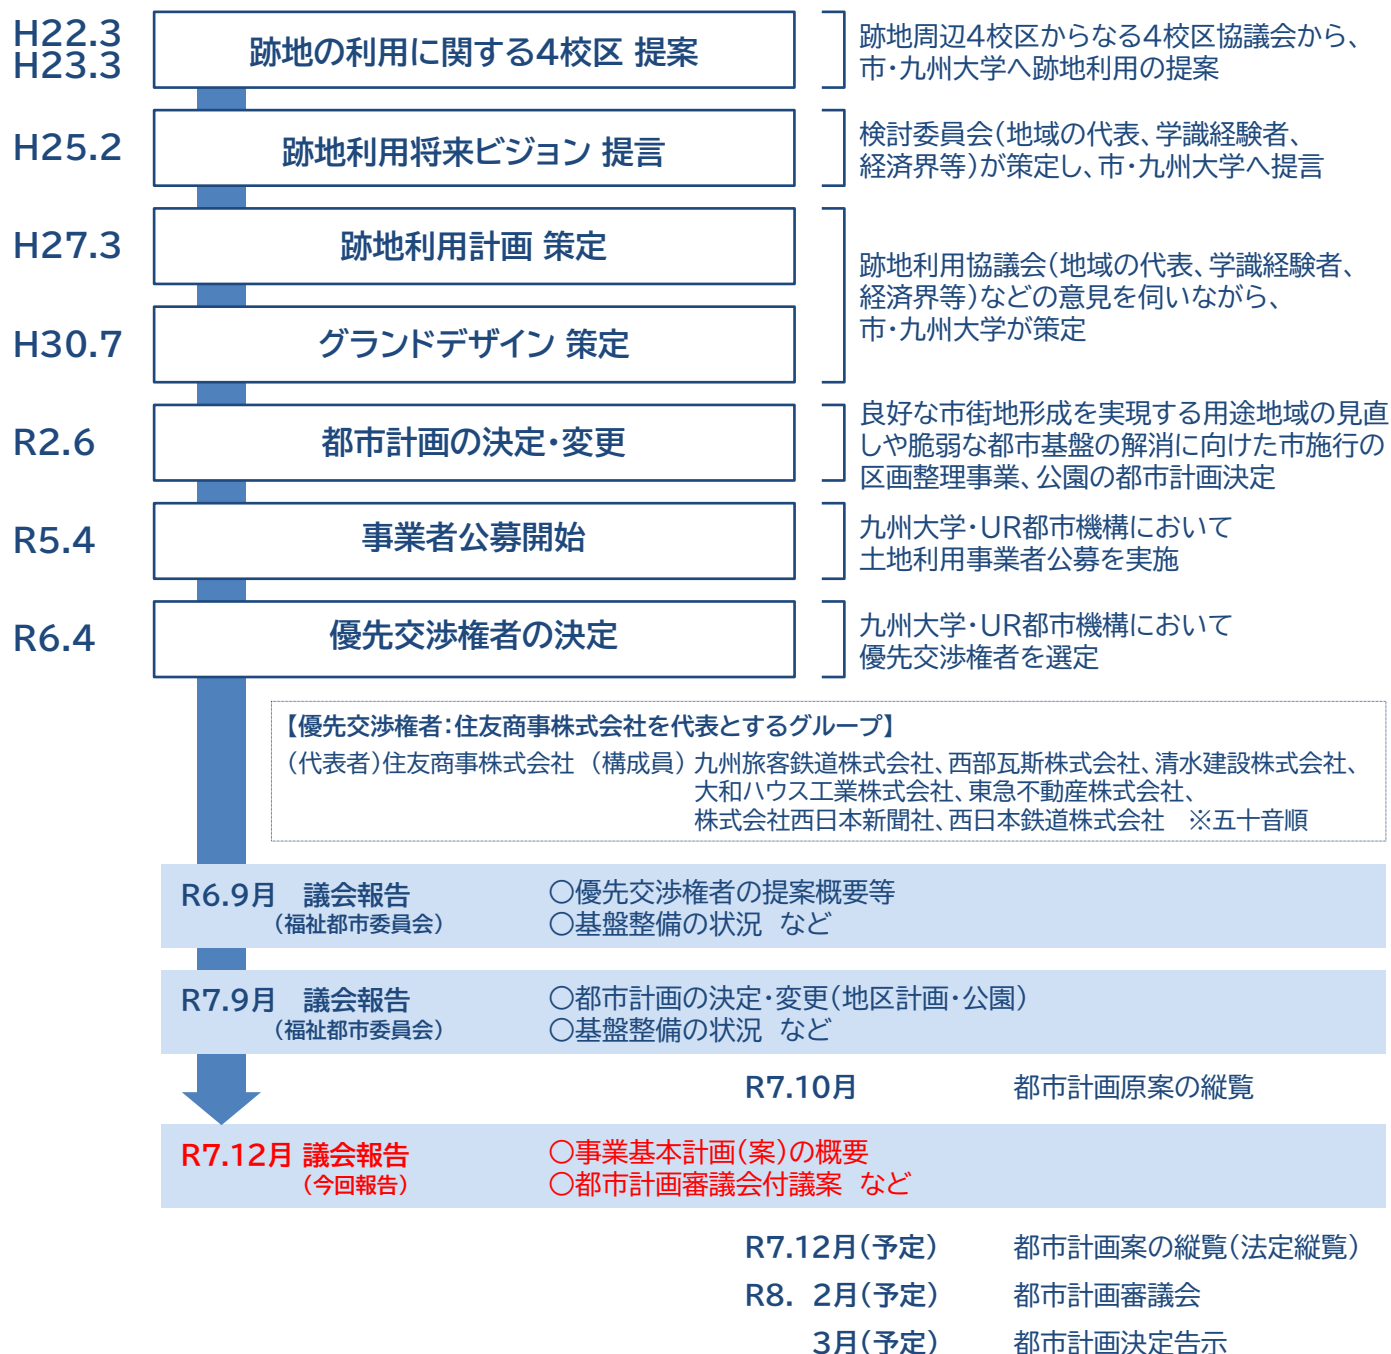 H22.3
H23.3
跡地の利用に関する4校区 提案
跡地周辺4校区からなる4校区協議会から、
市・九州大学へ跡地利用の提案
H25.2
跡地利用将来ビジョン 提言
検討委員会(地域の代表、学識経験者、
経済界等)が策定し、市・九州大学へ提言
H27.3
跡地利用計画 策定
H30.7
グランドデザイン 策定
跡地利用協議会(地域の代表、学識経験者、
経済界等)などの意見を伺いながら、
市・九州大学が策定
R2.6
都市計画の決定・変更
良好な市街地形成を実現する用途地域の見直
しや脆弱な都市基盤の解消に向けた市施行の
区画整理事業、公園の都市計画決定
R5.4
事業者公募開始
九州大学・UR都市機構において
土地利用事業者公募を実施
R6.4
優先交渉権者の決定
九州大学・UR都市機構において
優先交渉権者を選定
【優先交渉権者:住友商事株式会社を代表とするグループ】
(代表者)住友商事株式会社 (構成員)九州旅客鉄道株式会社、西部瓦斯株式会社、清水建設株式会社、
大和ハウス工業株式会社、東急不動産株式会社、
株式会社西日本新聞社、西日本鉄道株式会社 ※五十音順
R6.9月 議会報告
(福祉都市委員会)
○優先交渉権者の提案概要等
○基盤整備の状況 など
R7.9月 議会報告
(福祉都市委員会)
○都市計画の決定・変更(地区計画・公園)
○基盤整備の状況 など
R7.10月 都市計画原案の縦覧
R7.12月 議会報告
(今回報告)
○事業基本計画(案)の概要
○都市計画審議会付議案 など
R7.12月(予定) 都市計画案の縦覧(法定縦覧)
R8. 2月(予定) 都市計画審議会
3月(予定) 都市計画決定告示